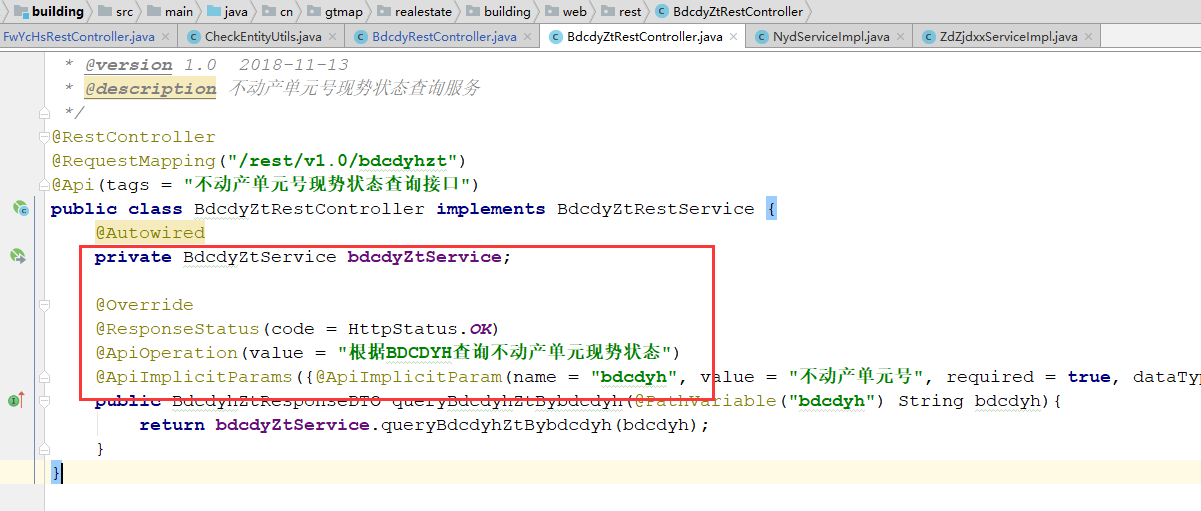 building src main java cn gtmap realestate building web rest BdcdyZtRestController
FwYcHsRestController.java CheckEntityUtils.java BdcdyRestController.java BdcdyZtRestController.java NydServiceImpl.java ZdZjdxxServiceImpl.java
* @version 1.0  2018-11-13
* @description 不动产单元号现势状态查询服务
*/
@RestController
@RequestMapping("/rest/v1.0/bdcdyhzt")
@Api(tags = "不动产单元号现势状态查询接口")
public class BdcdyZtRestController implements BdcdyZtRestService {
@Autowired
private BdcdyZtService bdcdyZtService;
@Override
@ResponseStatus(code = HttpStatus.OK)
@ApiOperation(value = "根据BDCDYH查询不动产单元现势状态")
@ApiImplicitParams({@ApiImplicitParam(name = "bdcdyh", value = "不动产单元号", required = true, dataTyp
public BdcdyhZtResponseDTO queryBdcdyhZtBybdcdyh(@PathVariable("bdcdyh") String bdcdyh){
return bdcdyZtService.queryBdcdyhZtBybdcdyh(bdcdyh);
}
}